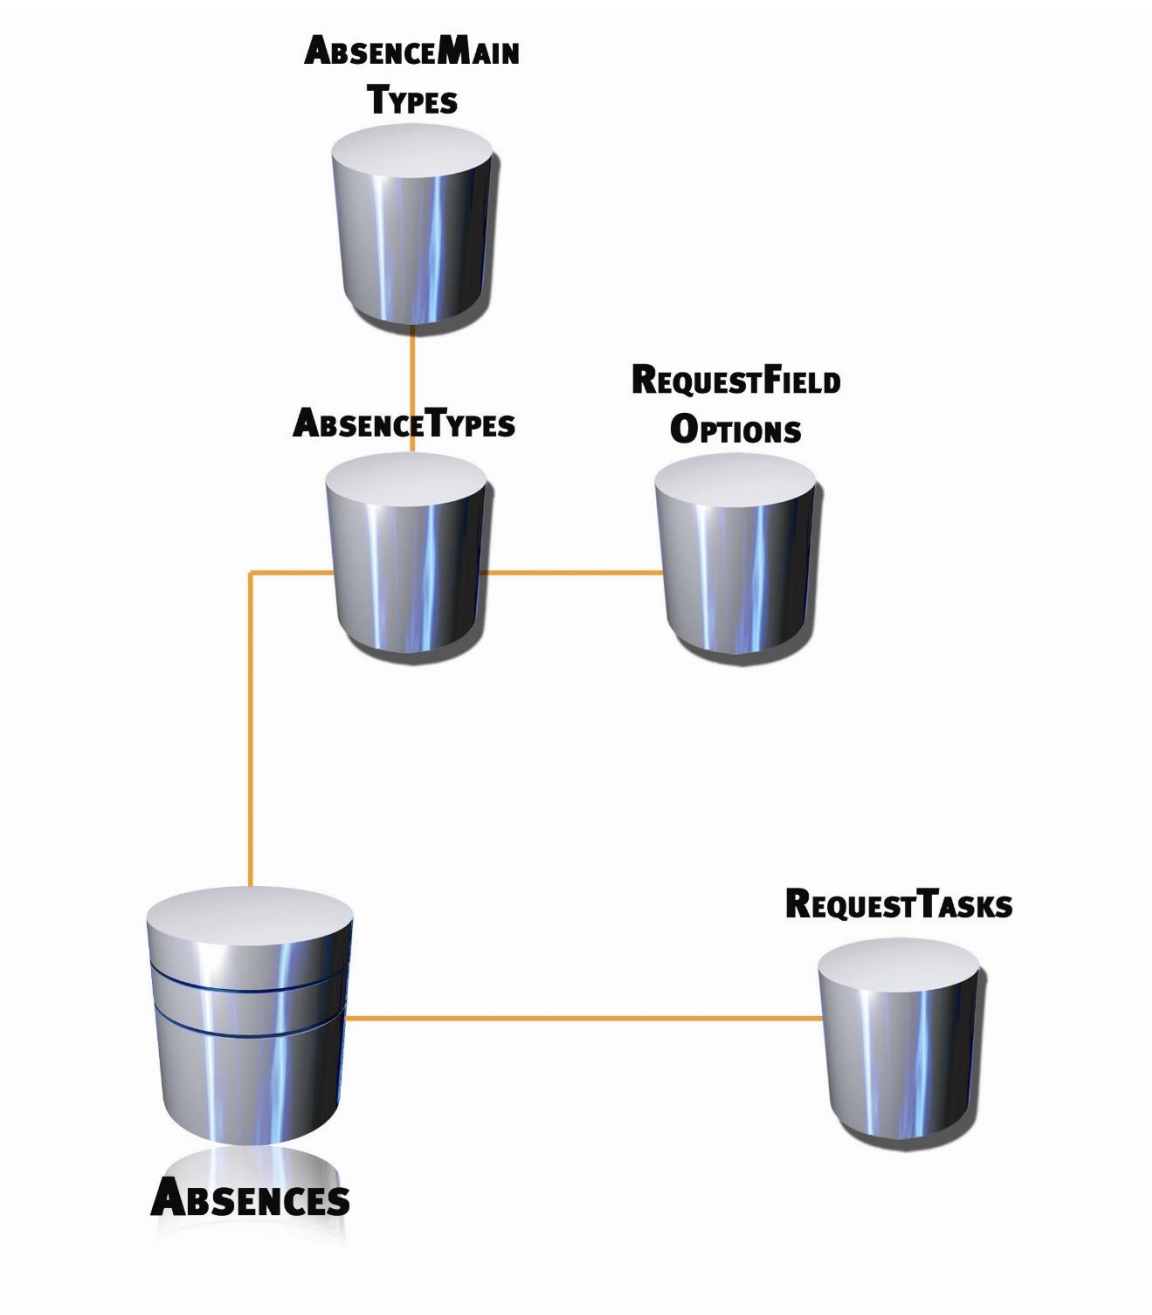 AbsenceMain
Types
AbsenceTypes
RequestField
Options
RequestTasks
Absences